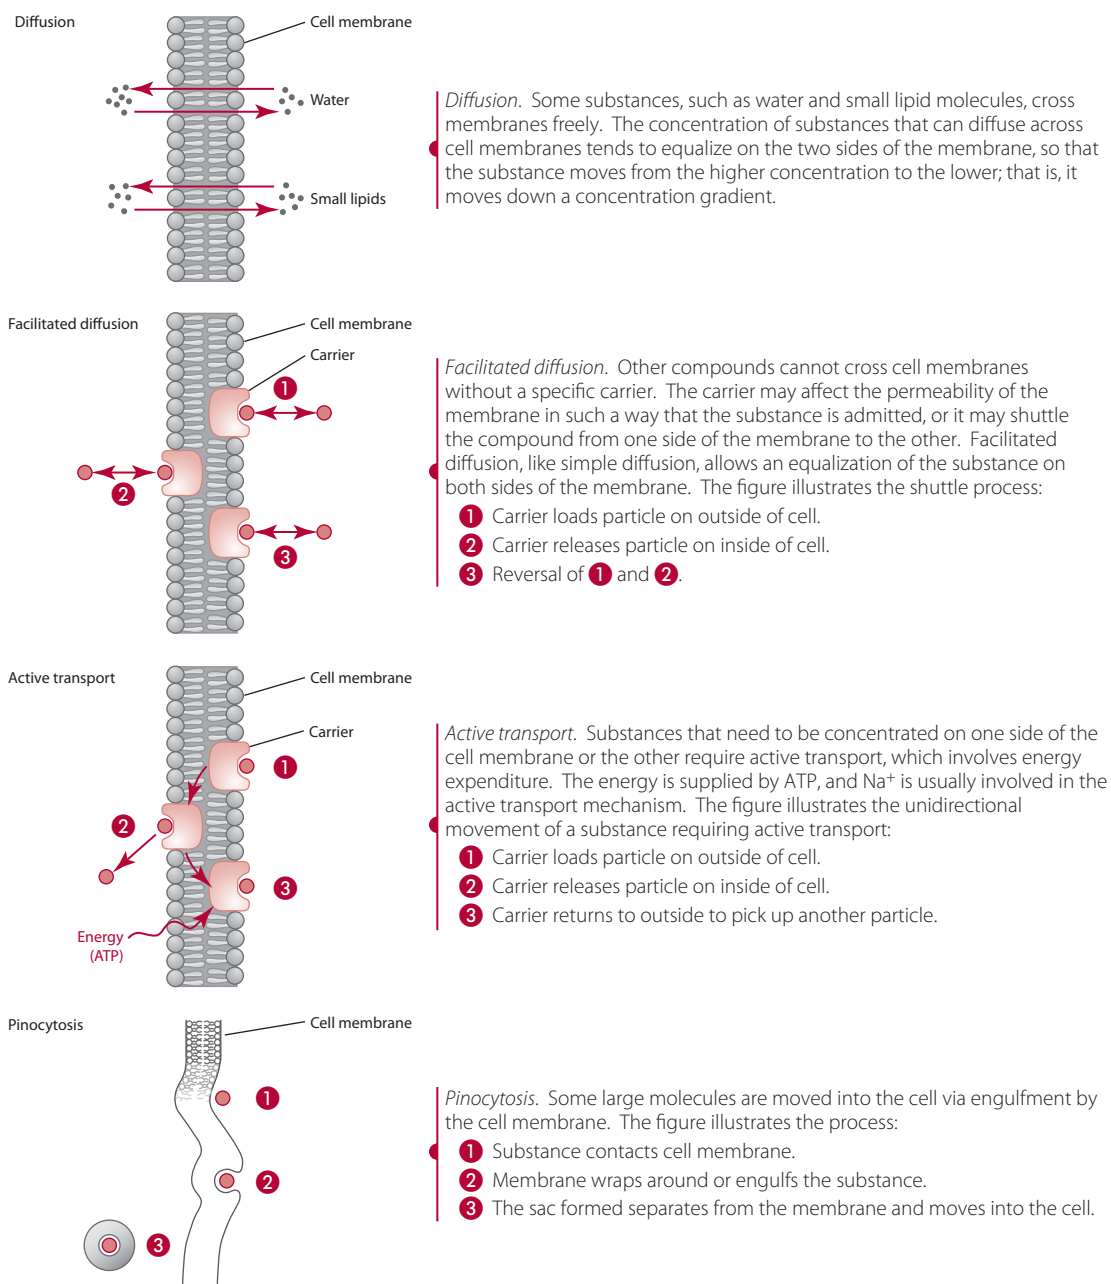 Diffusion
Cell membrane
Water
Small lipids
Diffusion. Some substances, such as water and small lipid molecules, cross
membranes freely. The concentration of substances that can diffuse across
cell membranes tends to equalize on the two sides of the membrane, so that
the substance moves from the higher concentration to the lower; that is, it
moves down a concentration gradient.
Facilitated diffusion
Cell membrane
Carrier
1
2
3
Facilitated diffusion. Other compounds cannot cross cell membranes
without a specific carrier. The carrier may affect the permeability of the
membrane in such a way that the substance is admitted, or it may shuttle
the compound from one side of the membrane to the other. Facilitated
diffusion, like simple diffusion, allows an equalization of the substance on
both sides of the membrane. The figure illustrates the shuttle process:
1 Carrier loads particle on outside of cell.
2 Carrier releases particle on inside of cell.
3 Reversal of 1 and 2.
Active transport
Cell membrane
Carrier
1
2
3
Energy
(ATP)
Active transport. Substances that need to be concentrated on one side of the
cell membrane or the other require active transport, which involves energy
expenditure. The energy is supplied by ATP, and Na+ is usually involved in the
active transport mechanism. The figure illustrates the unidirectional
movement of a substance requiring active transport:
1 Carrier loads particle on outside of cell.
2 Carrier releases particle on inside of cell.
3 Carrier returns to outside to pick up another particle.
Pinocytosis
Cell membrane
1
2
3
Pinocytosis. Some large molecules are moved into the cell via engulfment by
the cell membrane. The figure illustrates the process:
1 Substance contacts cell membrane.
2 Membrane wraps around or engulfs the substance.
3 The sac formed separates from the membrane and moves into the cell.